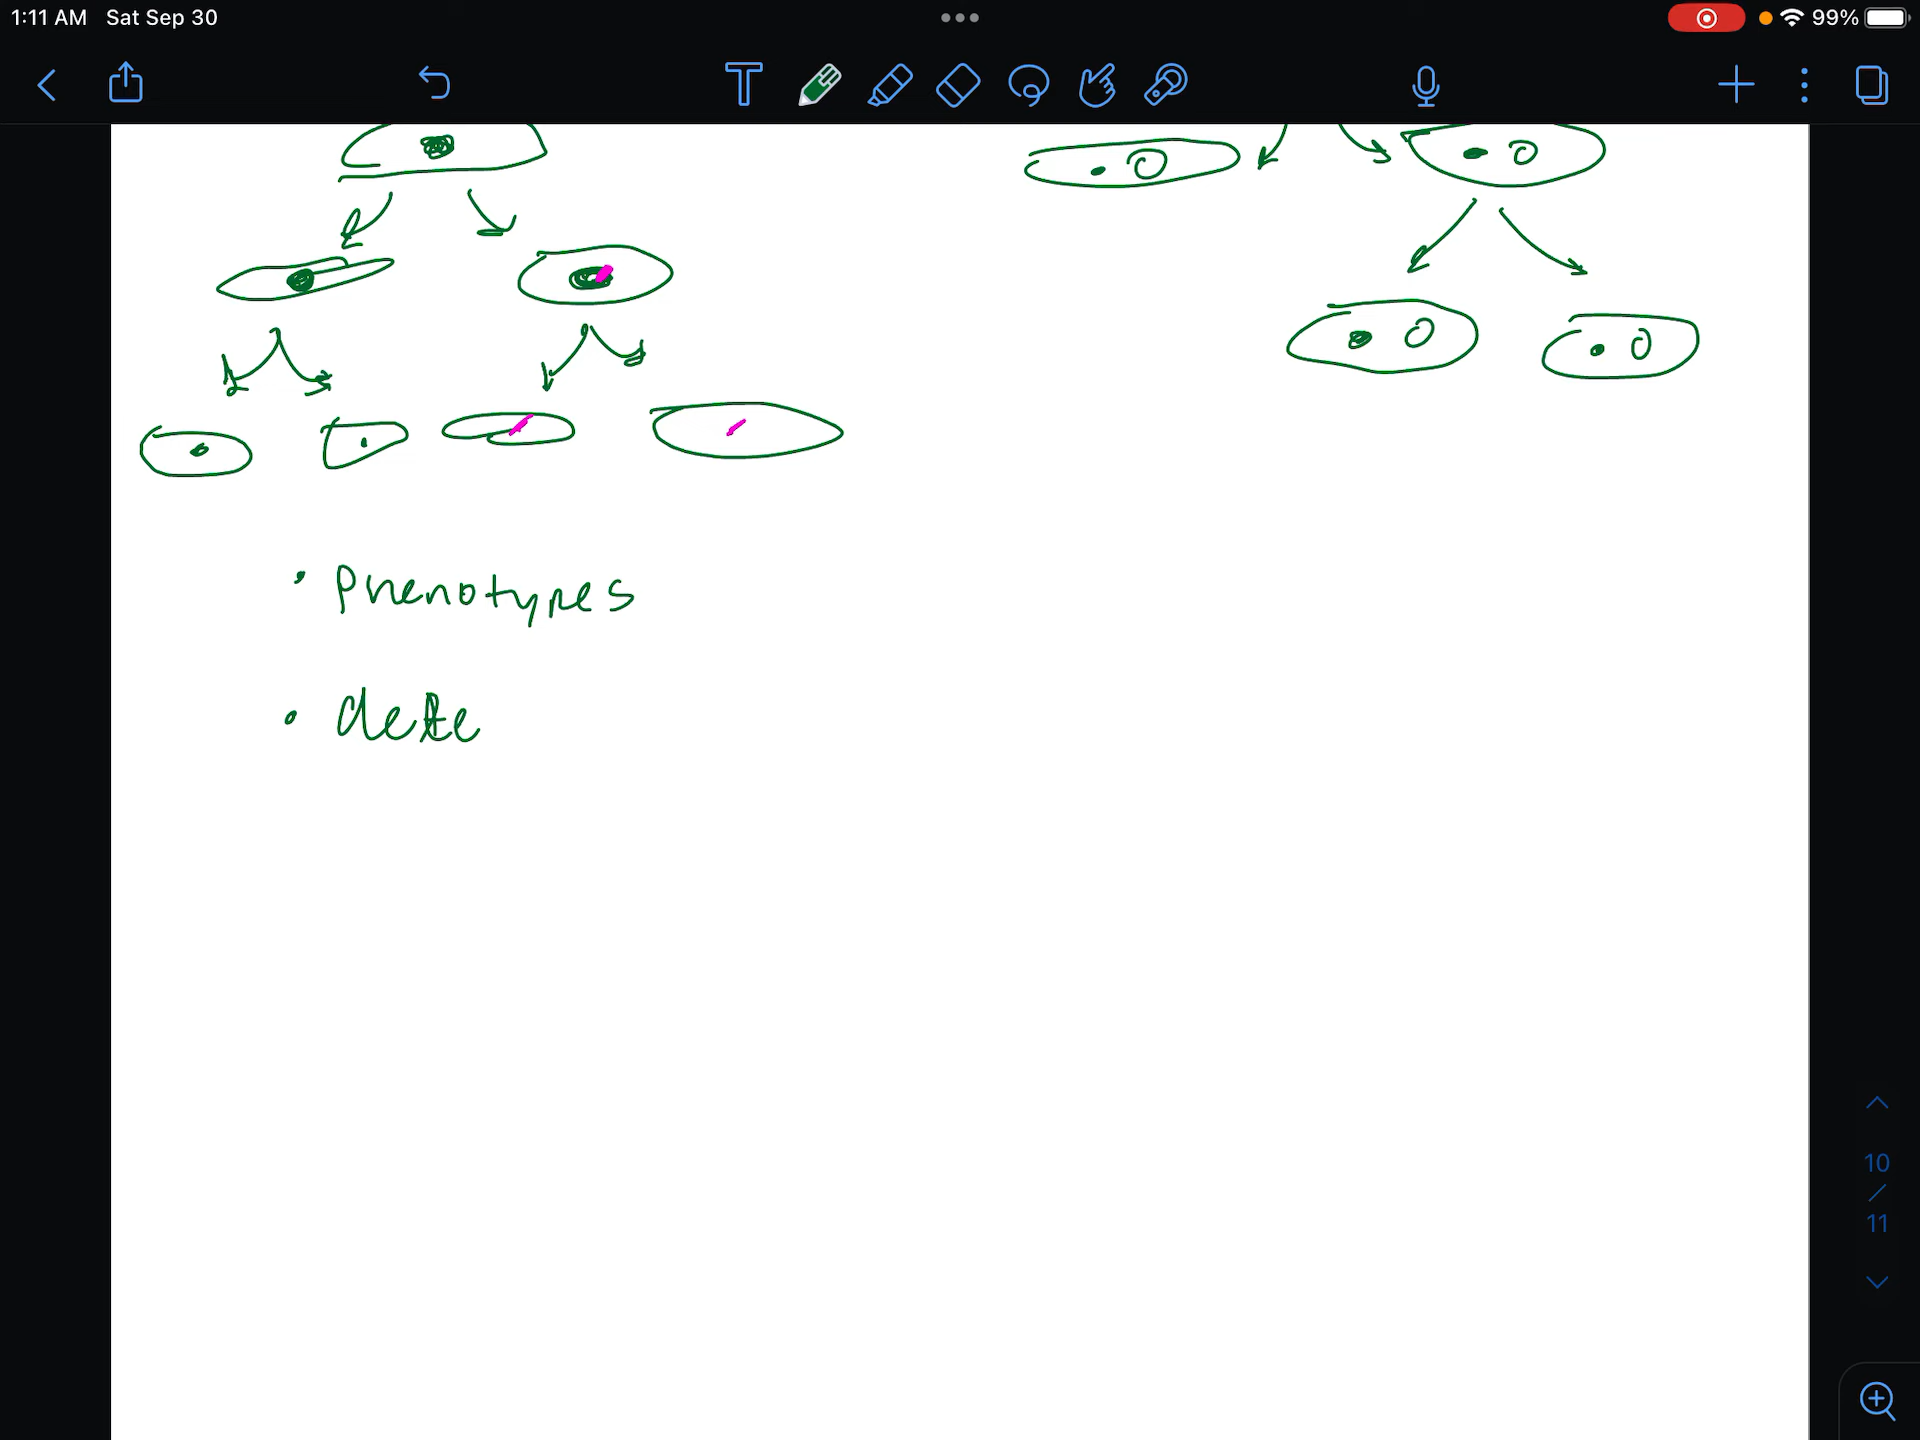 1:11 AM Sat Sep 30
99%
• Phenotypes
• dete
10
/
11